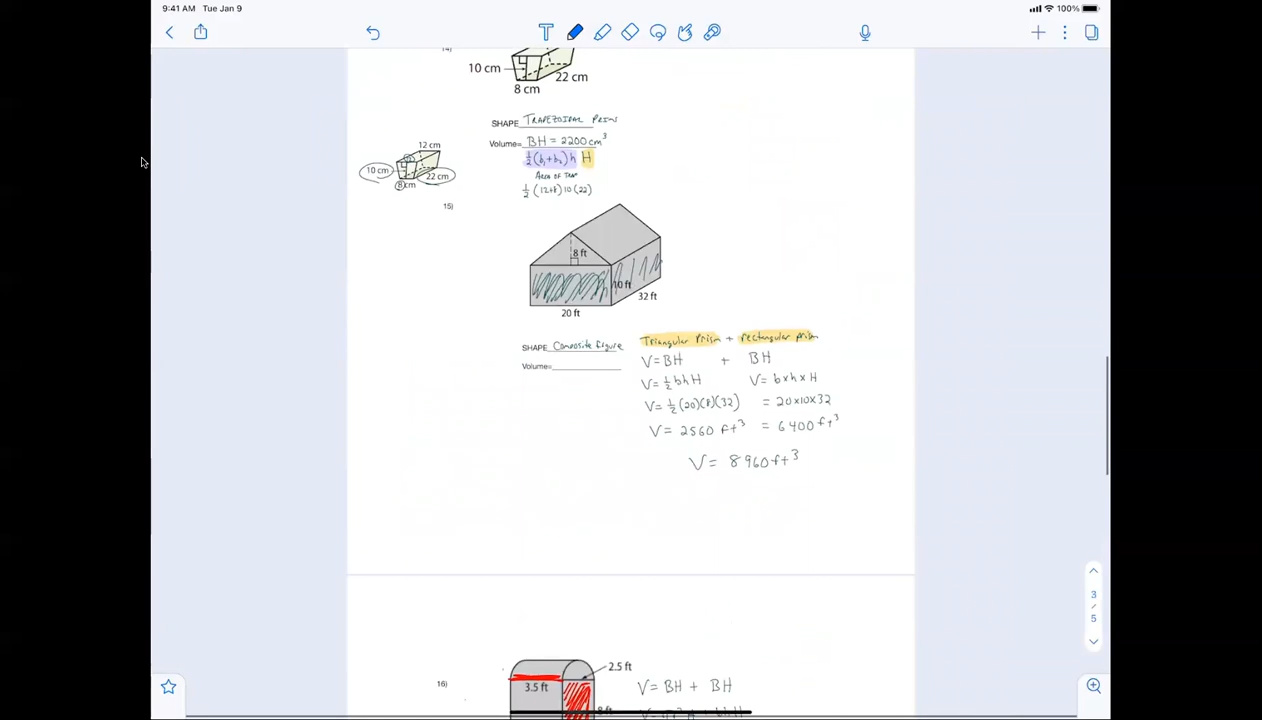 9:41 AM Tue Jan 9
100%
14)
10 cm
22 cm
8 cm
SHAPE TRAPEZOIDAL PRISM
Volume= BH = 2200 cm³
½(b₁+b₂)h H
AREA OF TRAP
½(12+8)10(22)
12 cm
10 cm
22 cm
8 cm
15)
8 ft
10 ft
32 ft
20 ft
SHAPE Composite figure
Volume=
Triangular Prism + rectangular prism
V=BH + BH
V=½bhH V= b×h×H
V=½(20)(8)(32) = 20×10×32
V= 2560 ft³ = 6400 ft³
V= 8960 ft³
3
/
5
16)
2.5 ft
3.5 ft
V= BH + BH